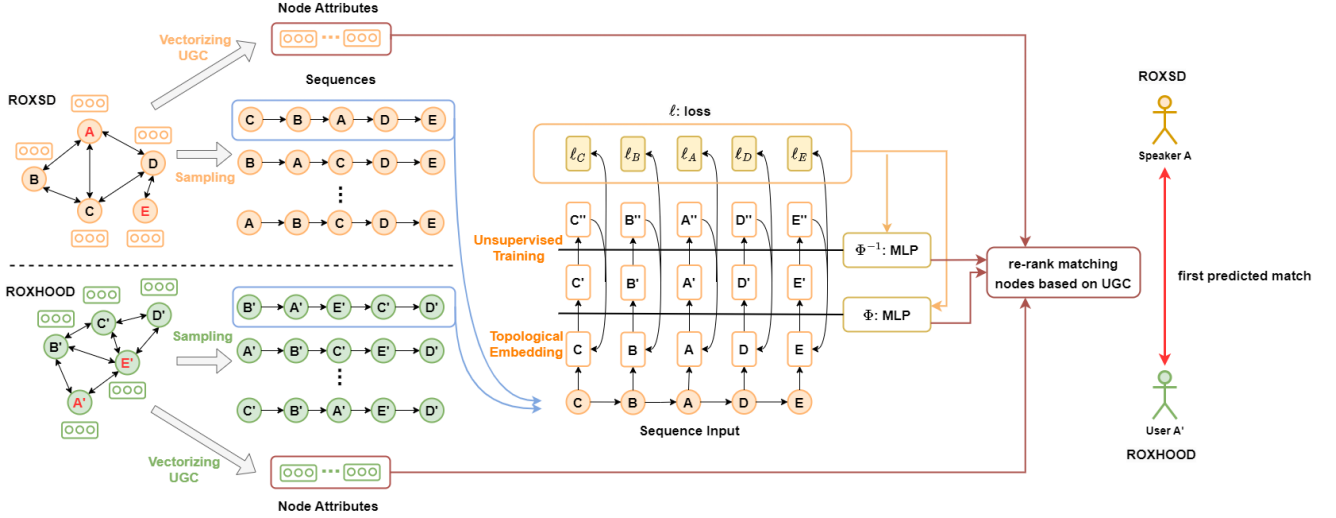 Node Attributes
Vectorizing
UGC
Sequences
ROXSD
A
B
D
C
E
Sampling
C B A D E
B A C D E
A B C D E
ROXHOOD
C' D'
B'
E'
A'
Sampling
B' A' E' C' D'
A' B' C' E' D'
C' B' A' E' D'
Vectorizing
UGC
Node Attributes
ℓ: loss
ℓ_C ℓ_B ℓ_A ℓ_D ℓ_E
C'' B'' A'' D'' E''
Unsupervised
Training
Φ⁻¹: MLP
C' B' A' D' E'
Φ: MLP
Topological
Embedding
C B A D E
C B A D E
Sequence Input
re-rank matching
nodes based on UGC
ROXSD
Speaker A
first predicted match
User A'
ROXHOOD